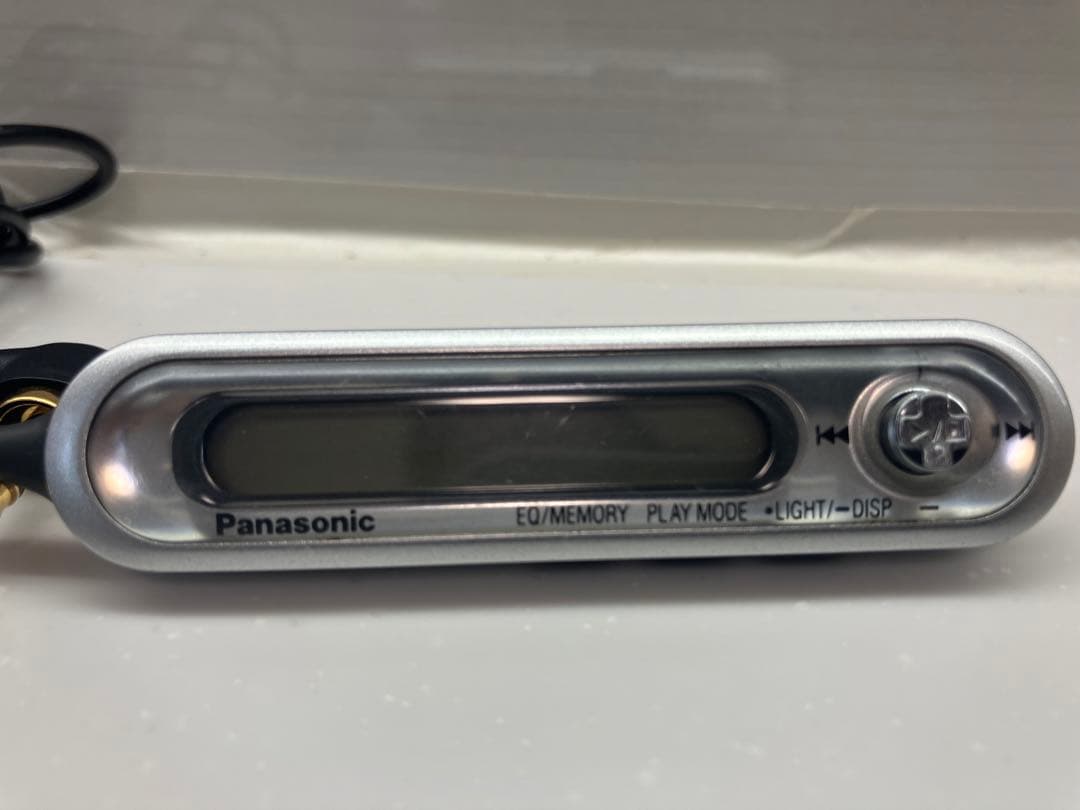 Panasonic
EQ/MEMORY PLAY MODE •LIGHT/—DISP —